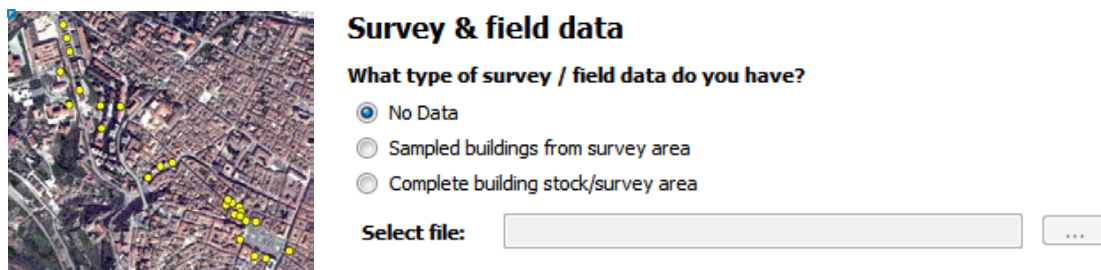 Survey & field data
What type of survey / field data do you have?
No Data
Sampled buildings from survey area
Complete building stock/survey area
Select file:
...